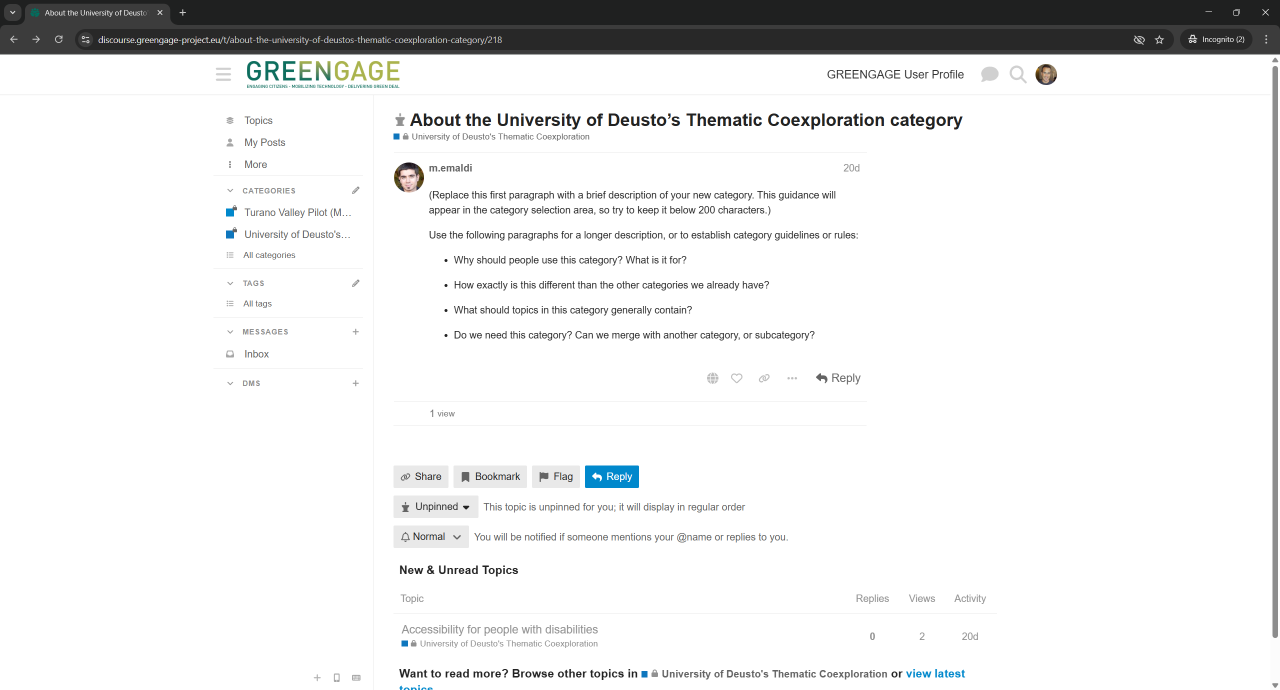 About the University of Deusto'
discourse.greengage-project.eu/t/about-the-university-of-deustos-thematic-coexploration-category/218
Incognito (2)
GREENGAGE
ENGAGING CITIZENS - MOBILIZING TECHNOLOGY - DELIVERING GREEN DEAL
GREENGAGE User Profile
Topics
My Posts
More
CATEGORIES
Turano Valley Pilot (M...
University of Deusto's...
All categories
TAGS
All tags
MESSAGES
Inbox
DMS
About the University of Deusto’s Thematic Coexploration category
University of Deusto's Thematic Coexploration
m.emaldi 20d
(Replace this first paragraph with a brief description of your new category. This guidance will
appear in the category selection area, so try to keep it below 200 characters.)
Use the following paragraphs for a longer description, or to establish category guidelines or rules:
• Why should people use this category? What is it for?
• How exactly is this different than the other categories we already have?
• What should topics in this category generally contain?
• Do we need this category? Can we merge with another category, or subcategory?
Reply
1 view
Share Bookmark Flag Reply
Unpinned This topic is unpinned for you; it will display in regular order
Normal You will be notified if someone mentions your @name or replies to you.
New & Unread Topics
Topic Replies Views Activity
Accessibility for people with disabilities 0 2 20d
University of Deusto's Thematic Coexploration
Want to read more? Browse other topics in University of Deusto's Thematic Coexploration or view latest
topics